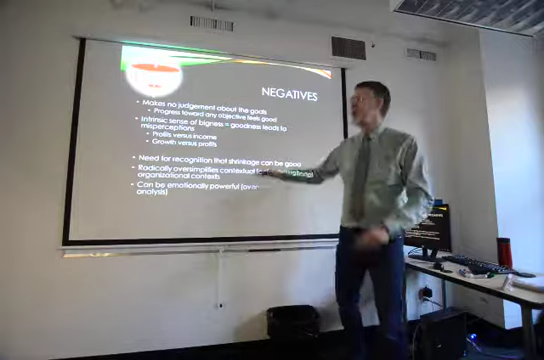 NEGATIVES
• Makes no judgement about the goals
• Progress toward any objective feels good
• Intrinsic sense of bigness = goodness leads to
misperceptions
• Profits versus income
• Growth versus profits
• Need for recognition that shrinkage can be good
• Radically oversimplifies contextual
organizational contexts
• Can be emotionally powerful (over
analysis)